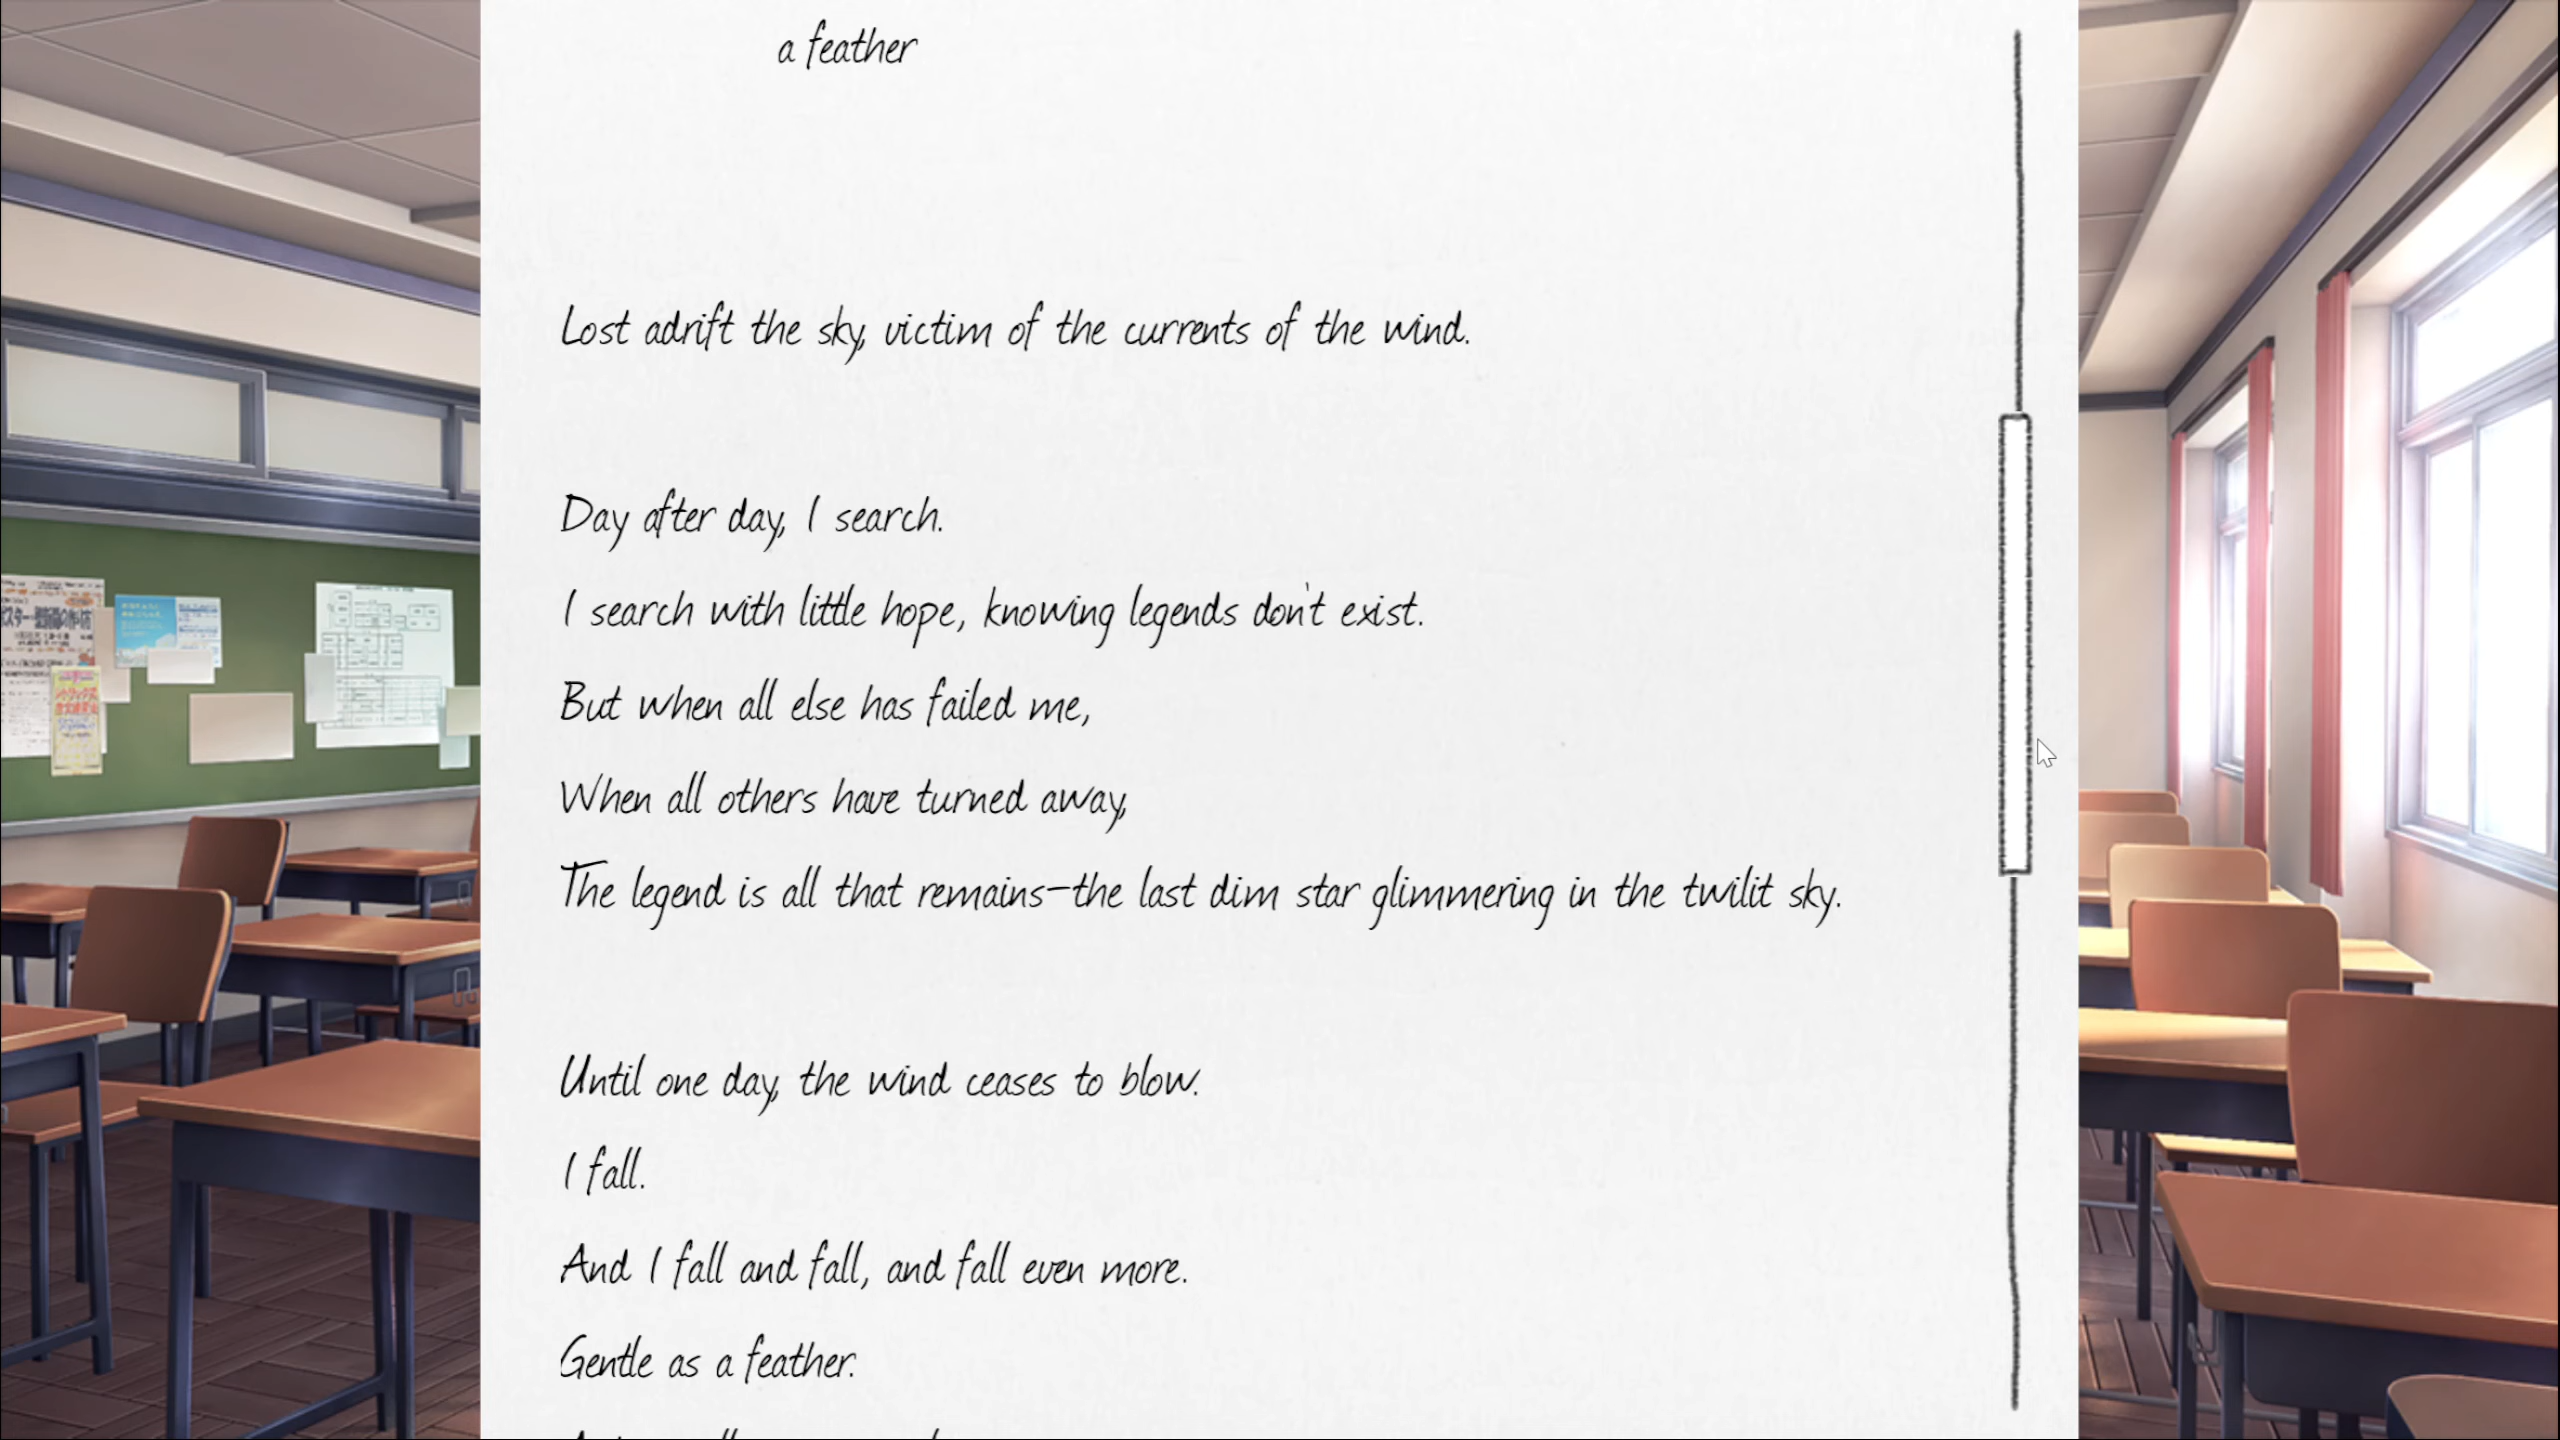 a feather
Lost adrift the sky, victim of the currents of the wind.
Day after day, I search.
I search with little hope, knowing legends don't exist.
But when all else has failed me,
When all others have turned away,
The legend is all that remains—the last dim star glimmering in the twilit sky.
Until one day, the wind ceases to blow.
I fall.
And I fall and fall, and fall even more.
Gentle as a feather.